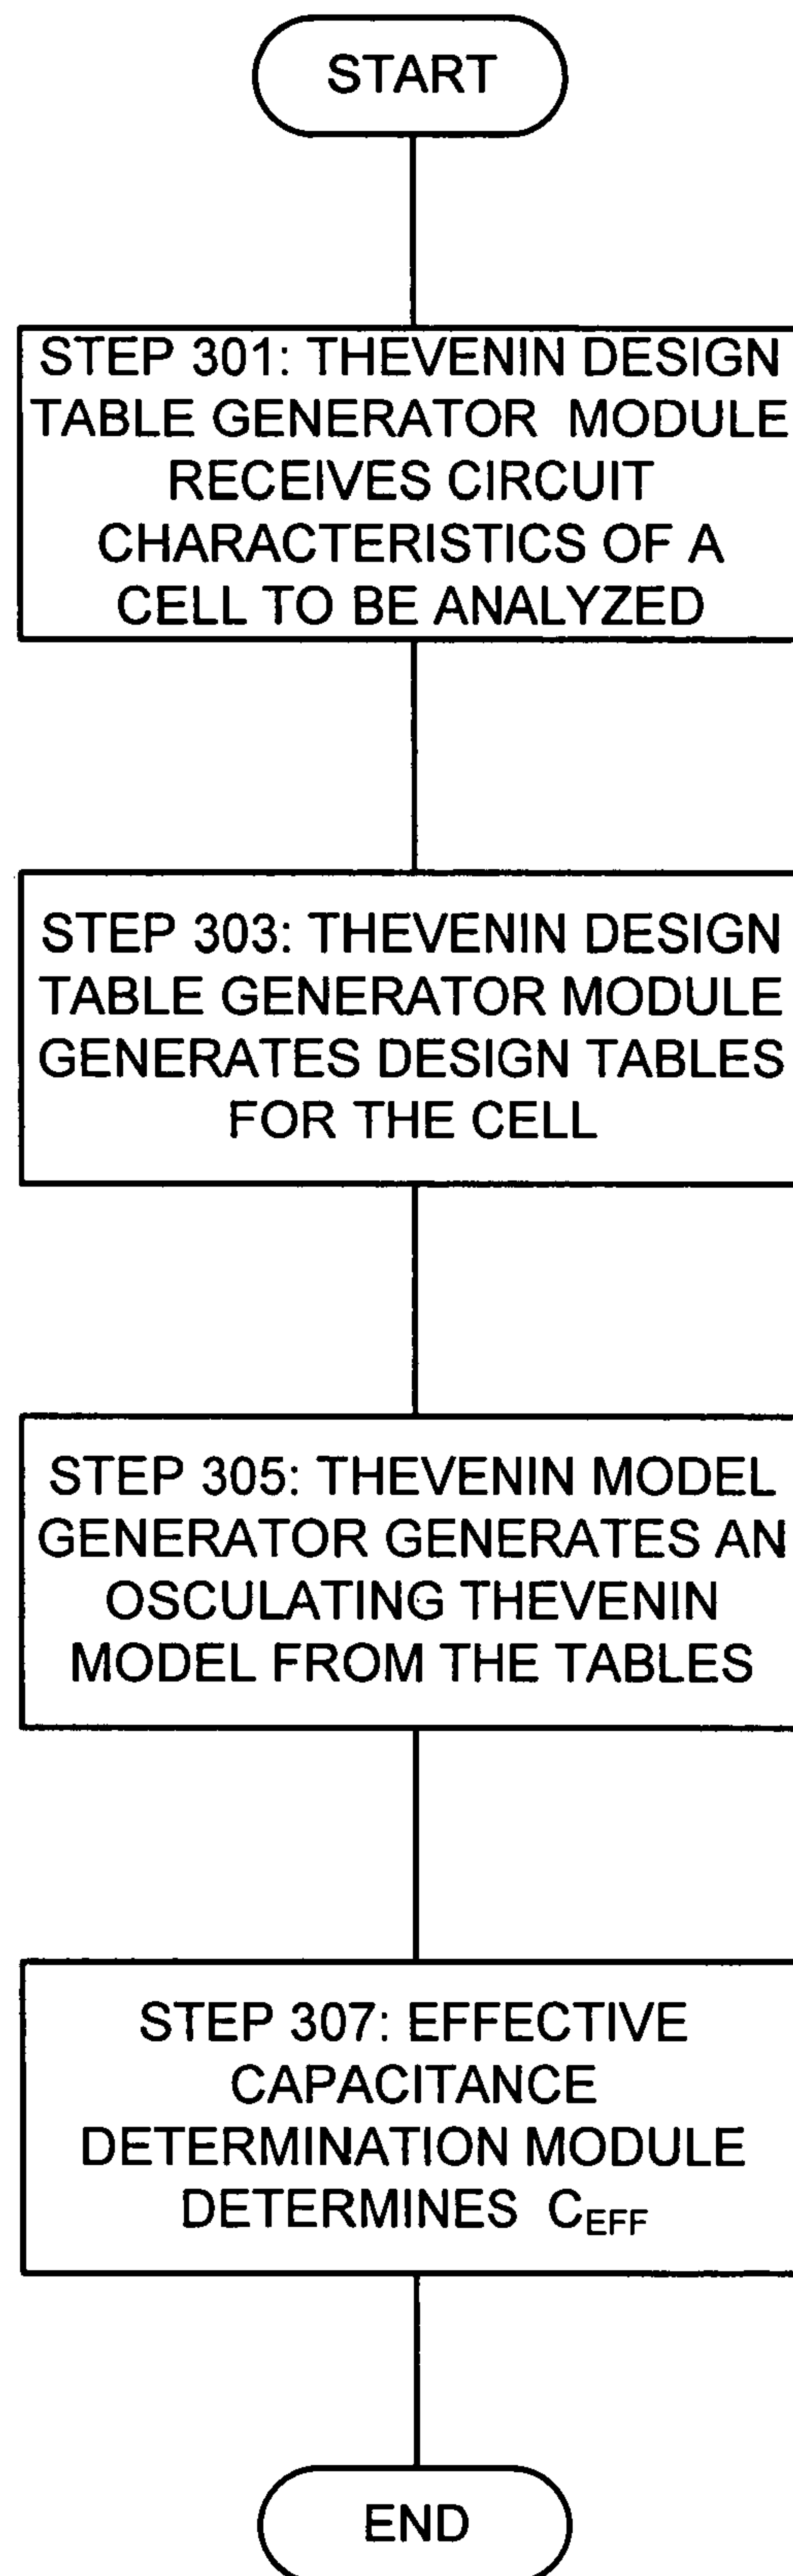 START
STEP 301: THEVENIN DESIGN
TABLE GENERATOR MODULE
RECEIVES CIRCUIT
CHARACTERISTICS OF A
CELL TO BE ANALYZED
STEP 303: THEVENIN DESIGN
TABLE GENERATOR MODULE
GENERATES DESIGN TABLES
FOR THE CELL
STEP 305: THEVENIN MODEL
GENERATOR GENERATES AN
OSCULATING THEVENIN
MODEL FROM THE TABLES
STEP 307: EFFECTIVE
CAPACITANCE
DETERMINATION MODULE
DETERMINES C_EFF
END